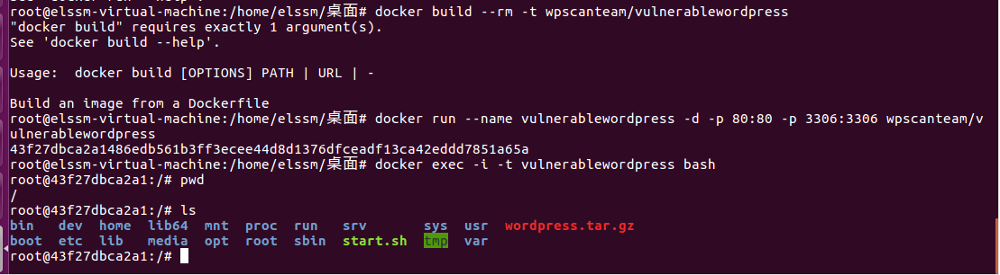 root@elssm-virtual-machine:/home/elssm/桌面# docker build --rm -t wpscanteam/vulnerablewordpress
"docker build" requires exactly 1 argument(s).
See 'docker build --help'.
Usage:  docker build [OPTIONS] PATH | URL | -
Build an image from a Dockerfile
root@elssm-virtual-machine:/home/elssm/桌面# docker run --name vulnerablewordpress -d -p 80:80 -p 3306:3306 wpscanteam/v
ulnerablewordpress
43f27dbca2a1486edb561b3ff3ecee44d8d1376dfceadf13ca42eddd7851a65a
root@elssm-virtual-machine:/home/elssm/桌面# docker exec -i -t vulnerablewordpress bash
root@43f27dbca2a1:/# pwd
/
root@43f27dbca2a1:/# ls
bin   dev  home  lib64  mnt  proc  run   srv       sys  usr  wordpress.tar.gz
boot  etc  lib   media  opt  root  sbin  start.sh  tmp  var
root@43f27dbca2a1:/#